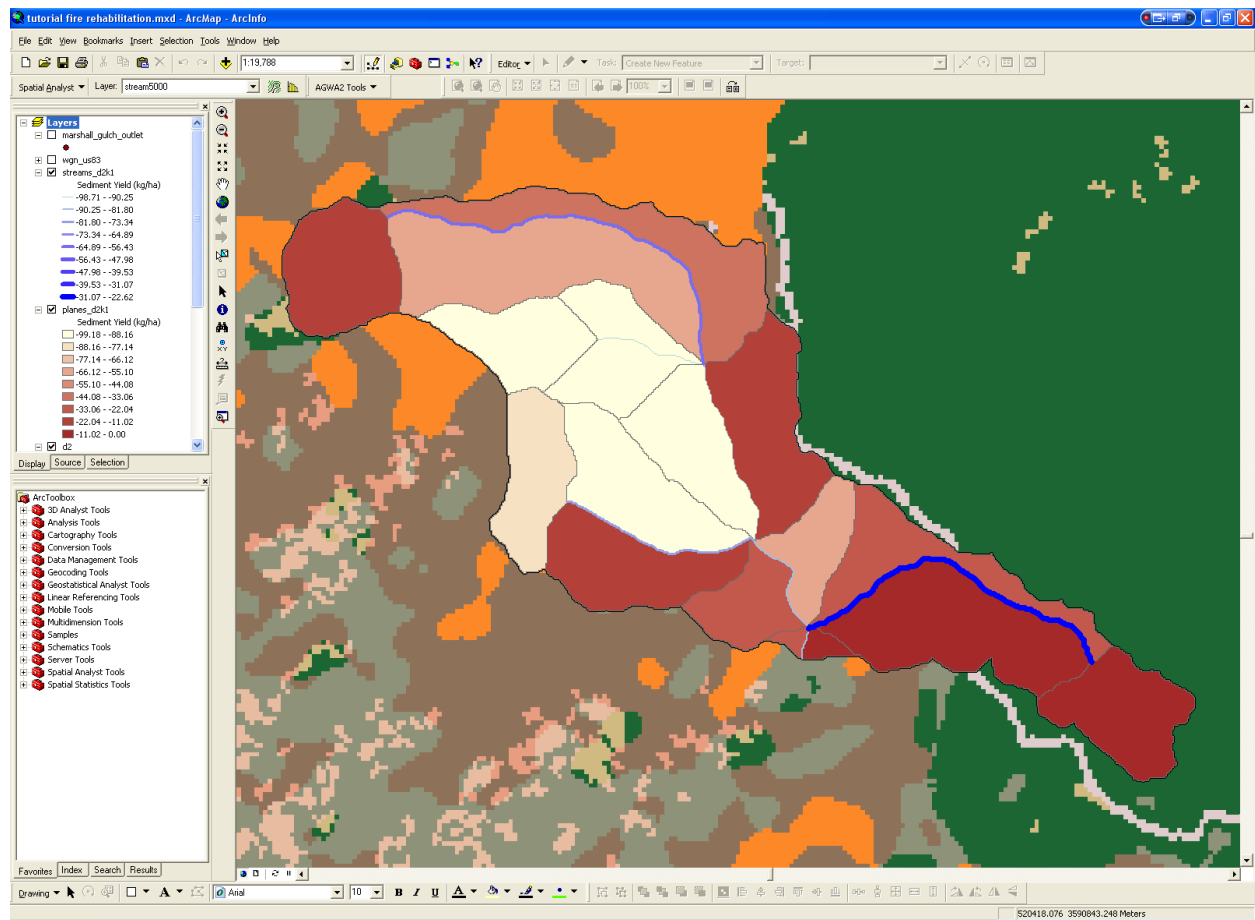 tutorial fire rehabilitation.mxd - ArcMap - ArcInfo
File Edit View Bookmarks Insert Selection Tools Window Help
1:19,788 Editor Task: Create New Feature Target:
Spatial Analyst Layer: stream5000 AGWA2 Tools 100%
Layers
marshall_gulch_outlet
wgn_us83
streams_d2k1
Sediment Yield (kg/ha)
-98.71 - -90.25
-90.25 - -81.80
-81.80 - -73.34
-73.34 - -64.89
-64.89 - -56.43
-56.43 - -47.98
-47.98 - -39.53
-39.53 - -31.07
-31.07 - -22.62
planes_d2k1
Sediment Yield (kg/ha)
-99.18 - -88.16
-88.16 - -77.14
-77.14 - -66.12
-66.12 - -55.10
-55.10 - -44.08
-44.08 - -33.06
-33.06 - -22.04
-22.04 - -11.02
-11.02 - 0.00
d2
Display Source Selection
ArcToolbox
3D Analyst Tools
Analysis Tools
Cartography Tools
Conversion Tools
Data Management Tools
Geocoding Tools
Geostatistical Analyst Tools
Linear Referencing Tools
Mobile Tools
Multidimension Tools
Samples
Schematics Tools
Server Tools
Spatial Analyst Tools
Spatial Statistics Tools
Favorites Index Search Results
Drawing A Arial 10 B I U A
520418.076 3590843.248 Meters